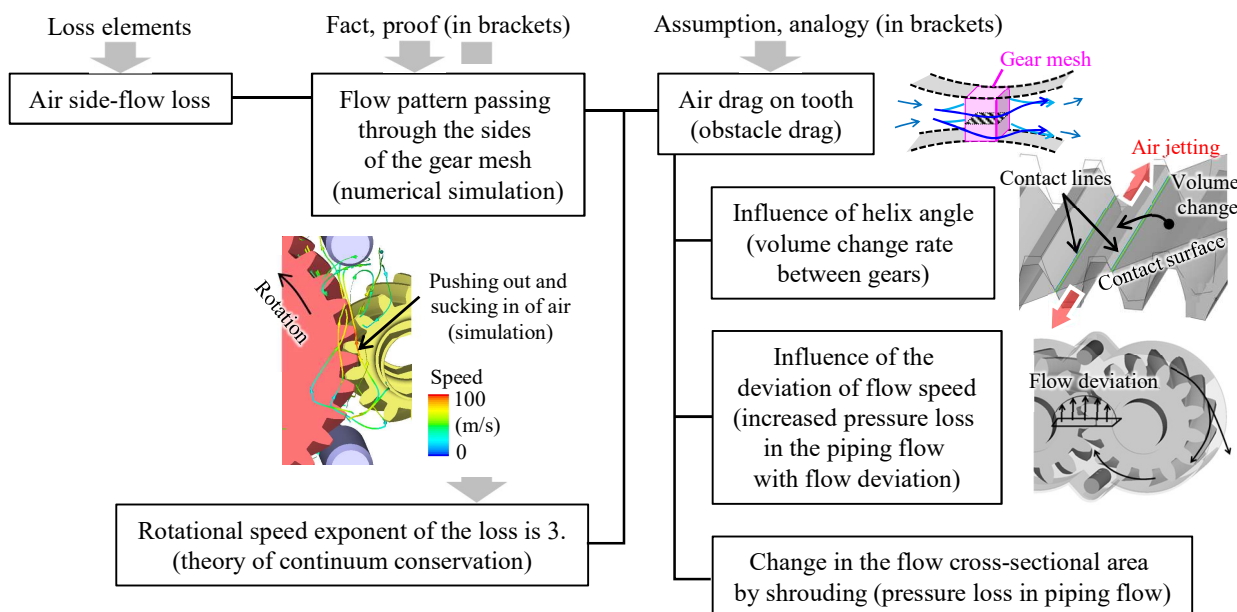 Loss elements
Fact, proof (in brackets)
Assumption, analogy (in brackets)
Air side-flow loss
Flow pattern passing
through the sides
of the gear mesh
(numerical simulation)
Air drag on tooth
(obstacle drag)
Gear mesh
Air jetting
Contact lines
Volume
change
Contact surface
Influence of helix angle
(volume change rate
between gears)
Rotation
Pushing out and
sucking in of air
(simulation)
Speed
100
(m/s)
0
Influence of the
deviation of flow speed
(increased pressure loss
in the piping flow
with flow deviation)
Flow deviation
Rotational speed exponent of the loss is 3.
(theory of continuum conservation)
Change in the flow cross-sectional area
by shrouding (pressure loss in piping flow)